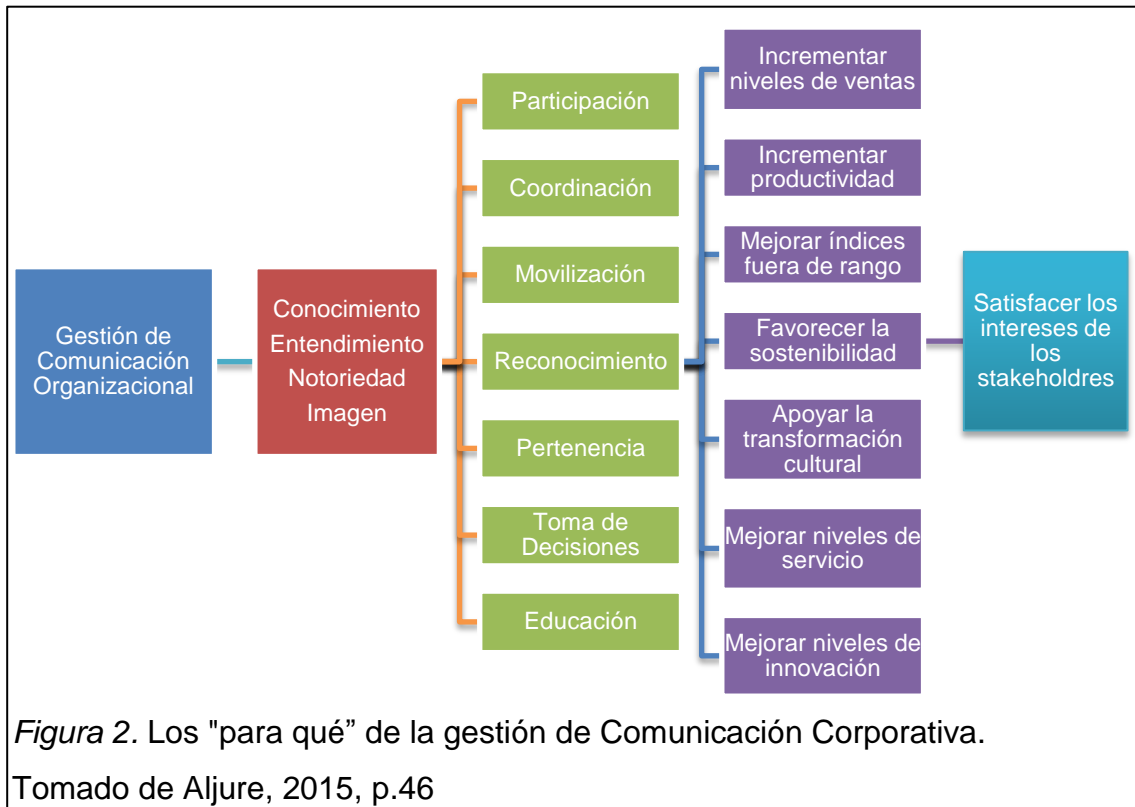 Gestión de
Comunicación
Organizacional
Conocimiento
Entendimiento
Notoriedad
Imagen
Participación
Coordinación
Movilización
Reconocimiento
Pertenencia
Toma de
Decisiones
Educación
Incrementar
niveles de ventas
Incrementar
productividad
Mejorar índices
fuera de rango
Favorecer la
sostenibilidad
Apoyar la
transformación
cultural
Mejorar niveles de
servicio
Mejorar niveles de
innovación
Satisfacer los
intereses de
los
stakeholdres
Figura 2. Los "para qué” de la gestión de Comunicación Corporativa.
Tomado de Aljure, 2015, p.46